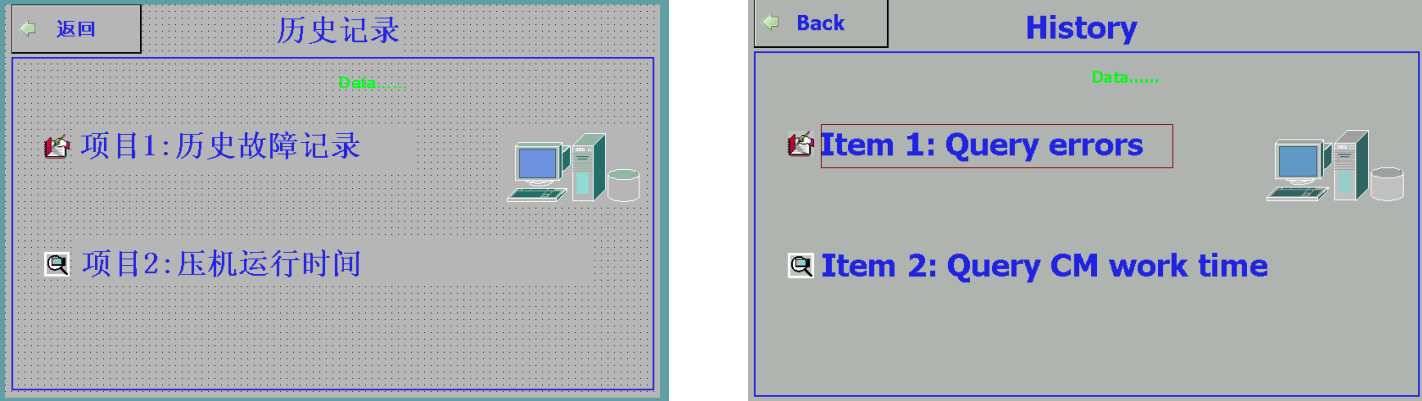 返回
历史记录
Data......
项目1:历史故障记录
项目2:压机运行时间
Back
History
Data......
Item 1: Query errors
Item 2: Query CM work time